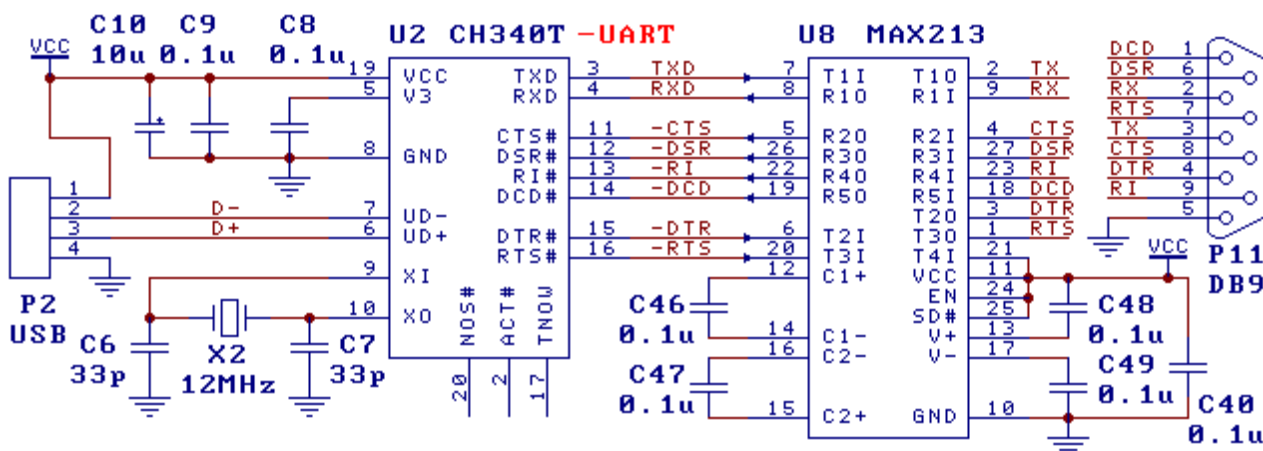 C10 C9 C8 U2 CH340T -UART U8 MAX213
VCC 10u 0.1u 0.1u
19 VCC TXD 3 TXD 7 T1I T1O 2 TX DCD 1
5 V3 RXD 4 RXD 8 R1O R1I 9 RX DSR 6
RX 2
RTS 7
CTS# 11 -CTS 5 R2O R2I 4 CTS TX 3
8 GND DSR# 12 -DSR 26 R3O R3I 27 DSR CTS 8
RI# 13 -RI 22 R4O R4I 23 RI DTR 4
1 DCD# 14 -DCD 19 R5O R5I 18 DCD RI 9
2 D- 7 UD- T2O 3 DTR 5
3 D+ 6 UD+ DTR# 15 -DTR 6 T2I T3O 1 RTS
4 RTS# 16 -RTS 20 T3I T4I 21 VCC P11
9 XI 12 C1+ VCC 11 DB9
P2 C46 EN 24 C48
USB 10 XO NOS# ACT# TNOW 0.1u SD# 25 0.1u
C6 X2 C7 14 C1- V+ 13
33p 12MHz 33p 16 C2- V- 17
20 2 17 C47 C49
0.1u 0.1u
15 C2+ GND 10 C40
0.1u